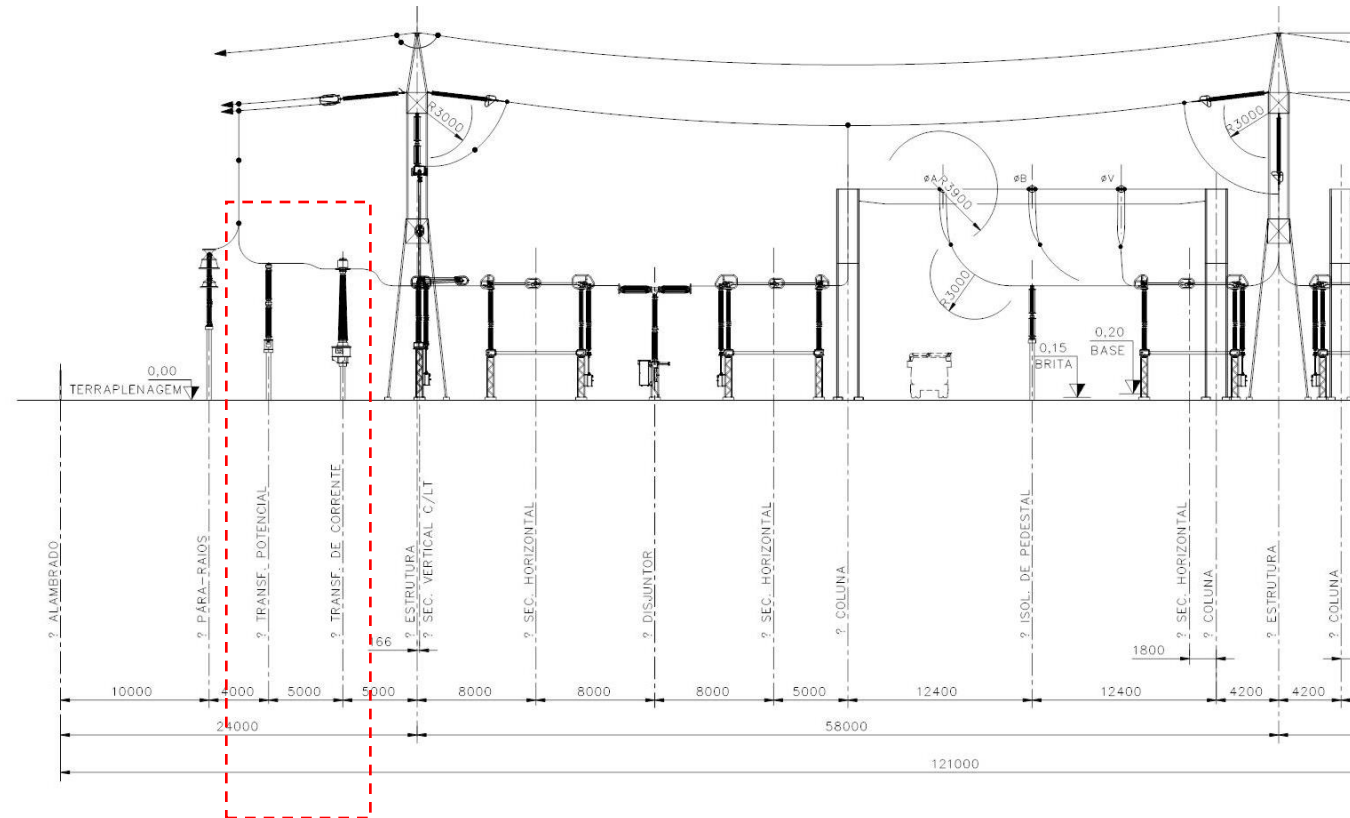 R3000
R3000
øA
R3900
øB
øV
R3000
0,00
TERRAPLENAGEM
0,15
BRITA
0,20
BASE
? ALAMBRADO
? PÁRA-RAIOS
? TRANSF. POTENCIAL
? TRANSF. DE CORRENTE
? ESTRUTURA
? SEC. VERTICAL C/LT
? SEC. HORIZONTAL
? DISJUNTOR
? SEC. HORIZONTAL
? COLUNA
? ISOL. DE PEDESTAL
? SEC. HORIZONTAL
? COLUNA
? ESTRUTURA
? COLUNA
166
1800
10000
4000
5000
5000
8000
8000
8000
5000
12400
12400
4200
4200
24000
58000
121000